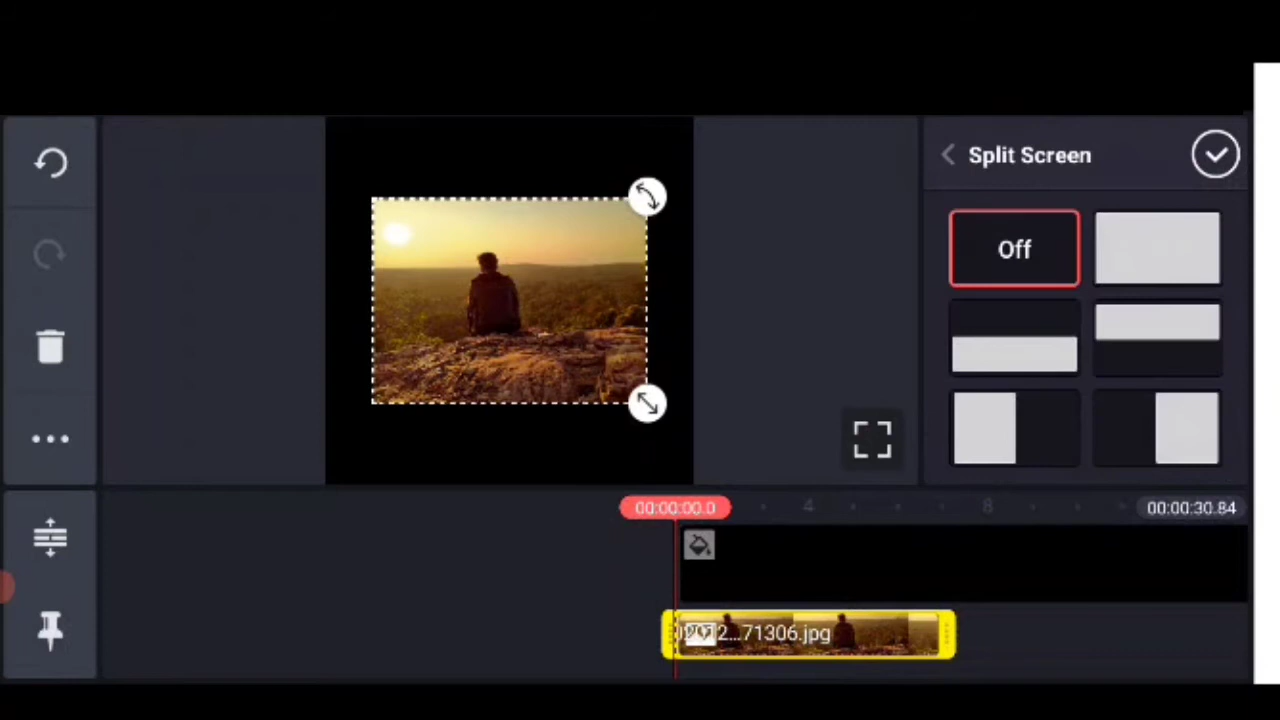 Split Screen
Off
00:00:00.0
4
8
00:00:30.84
2...71306.jpg